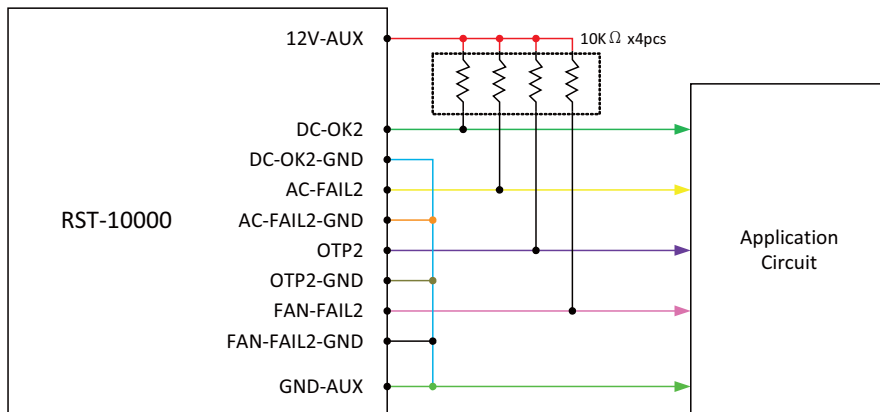 12V-AUX
10KΩ x4pcs
DC-OK2
DC-OK2-GND
AC-FAIL2
RST-10000
AC-FAIL2-GND
OTP2
Application
Circuit
OTP2-GND
FAN-FAIL2
FAN-FAIL2-GND
GND-AUX